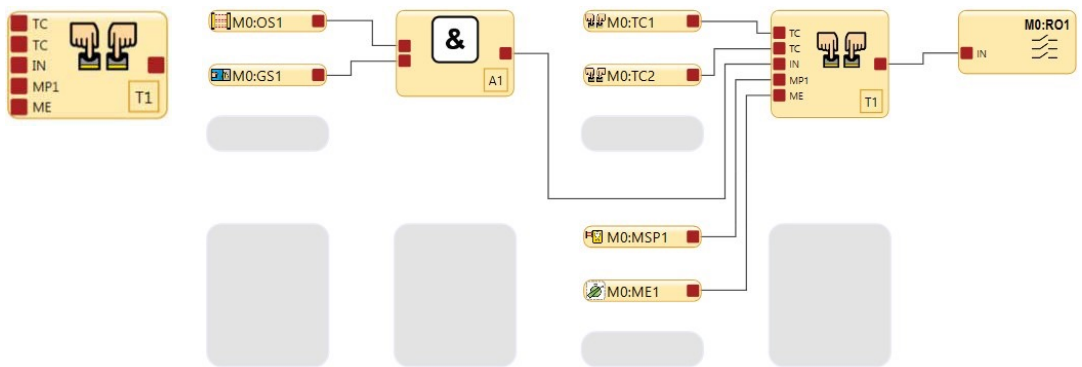 TC
TC
IN
MP1
ME
T1
M0:OS1
M0:GS1
&
A1
M0:TC1
M0:TC2
M0:MSP1
M0:ME1
TC
TC
IN
MP1
ME
T1
M0:RO1
IN